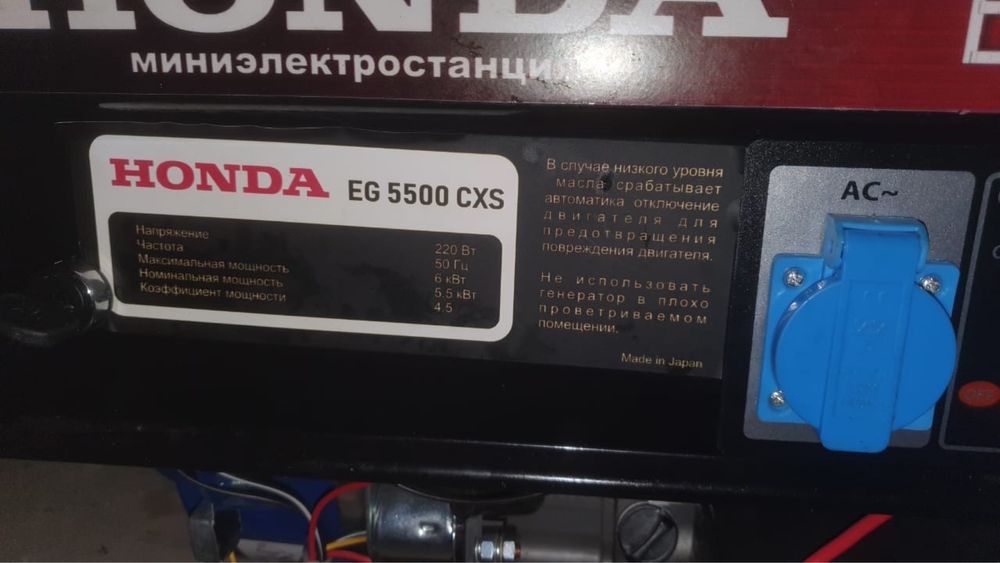 HONDA
миниэлектростанци
HONDA EG 5500 CXS
Напряжение 220 Вт
Частота 50 Гц
Максимальная мощность 6 кВт
Номинальная мощность 5.5 кВт
Коэффициент мощности 4.5
В случае низкого уровня
масла срабатывает
автоматика отключение
двигателя для
предотвращения
повреждения двигателя.
Не использовать
генератор в плохо
проветриваемом
помещении.
Made in Japan
AC~
OFF